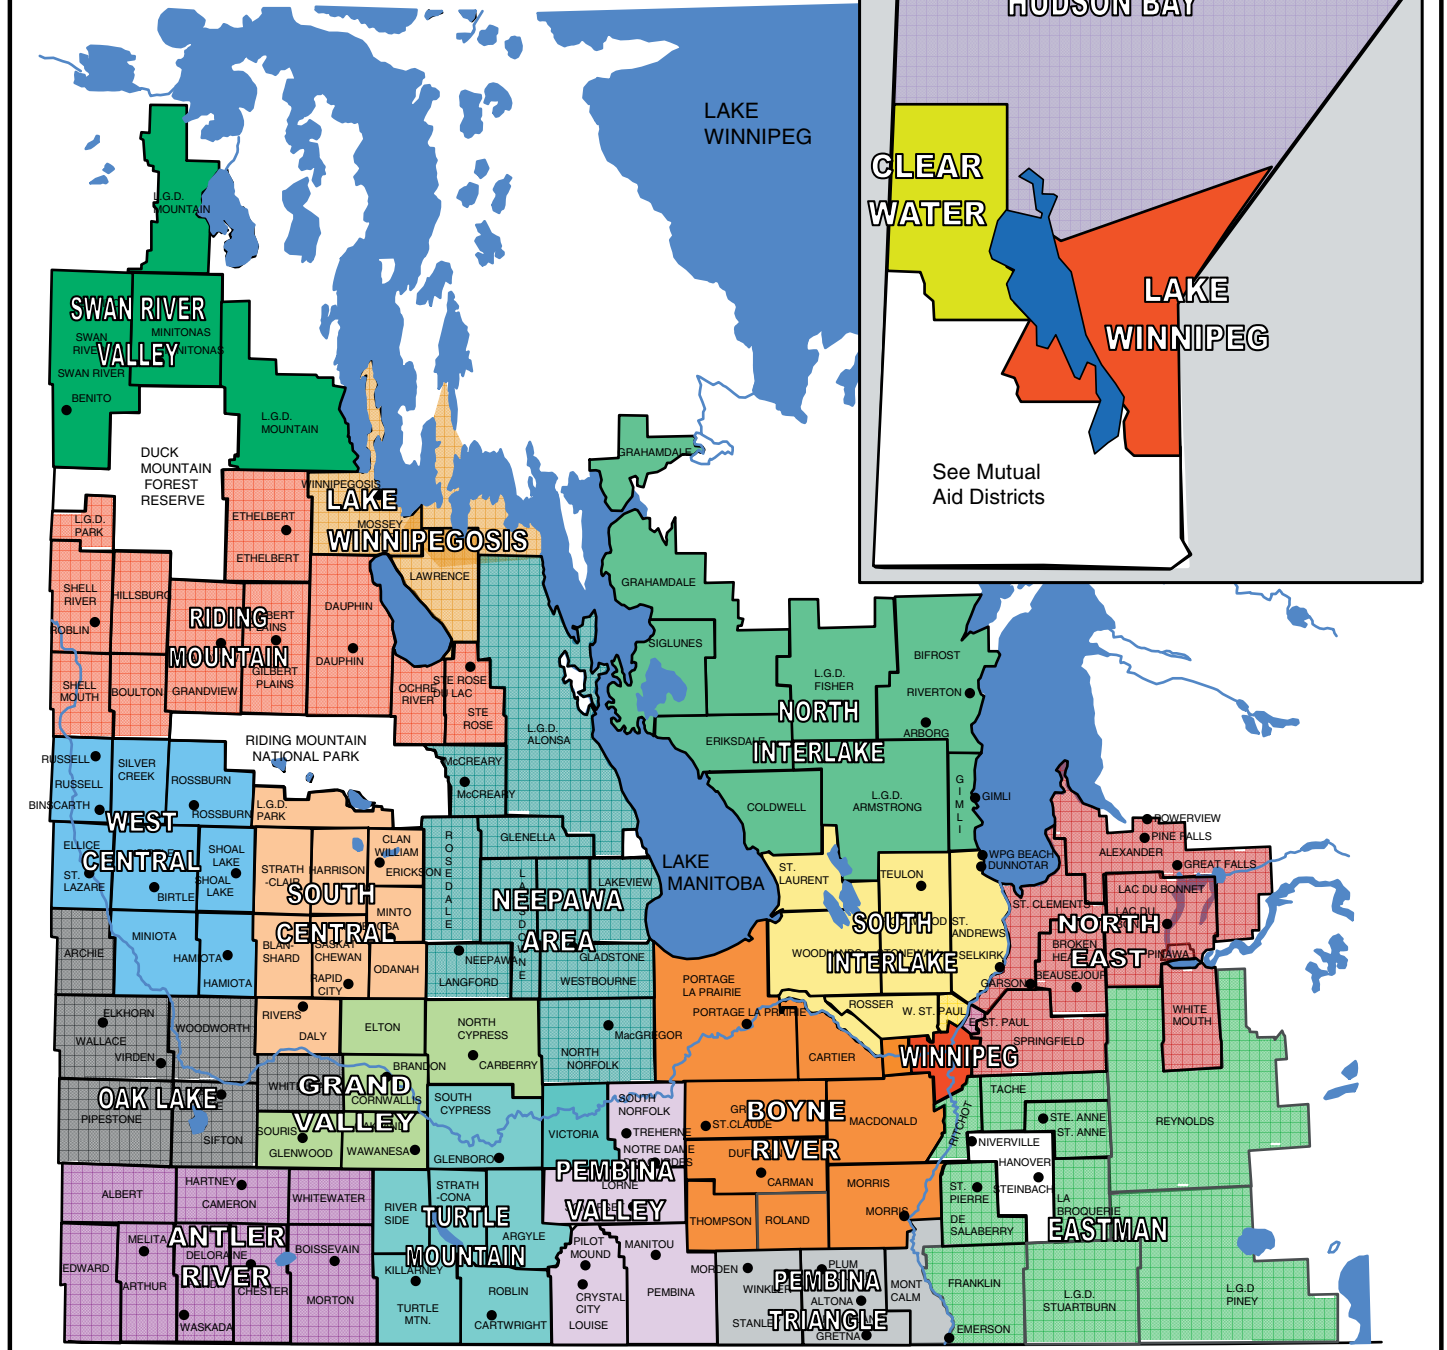 HUDSON BAY
CLEAR
WATER
LAKE
WINNIPEG
See Mutual
Aid Districts
LAKE
WINNIPEG
L.G.D.
MOUNTAIN
SWAN RIVER
VALLEY
SWAN
MINITONAS
SWAN RIVER
BENITO
L.G.D.
MOUNTAIN
DUCK
MOUNTAIN
FOREST
RESERVE
GRAHAMDALE
WINNIPEGOSIS
LAKE
WINNIPEGOSIS
MOSSEY
LAWRENCE
L.G.D.
PARK
ETHELBERT
ETHELBERT
SHELL
RIVER
ROBLIN
RIDING
MOUNTAIN
GILBERT
PLAINS
DAUPHIN
DAUPHIN
SHELL
MOUTH
BOULTON
GRANDVIEW
OCHRE
RIVER
STE ROSE
DU LAC
STE
ROSE
GRAHAMDALE
SIGLUNES
L.G.D.
FISHER
BIFROST
RIVERTON
ARBORG
NORTH
INTERLAKE
ERIKSDALE
L.G.D.
ALONSA
RIDING MOUNTAIN
NATIONAL PARK
McCREARY
McCREARY
COLDWELL
L.G.D.
ARMSTRONG
GIMLI
GIMLI
RUSSELL
RUSSELL
BINSCARTH
SILVER
CREEK
ROSSBURN
ROSSBURN
L.G.D.
PARK
WEST
CENTRAL
ELLICE
ST.
LAZARE
BIRTLE
SHOAL
LAKE
SHOAL
LAKE
STRATH
-CLAIR
HARRISON
CLAN
WILLIAM
ERICKSON
SOUTH
CENTRAL
MINTO
ROSEDALE
GLENELLA
LAKEVIEW
NEEPAWA
AREA
LANSDOWNE
LAKE
MANITOBA
ST.
LAURENT
TEULON
WPG BEACH
DUNNOTAR
POWERVIEW
PINE FALLS
ALEXANDER
GREAT FALLS
LAC DU BONNET
ST. CLEMENTS
NORTH
EAST
BROKEN
PINAWA
BEAUSEJOUR
GARSON
SELKIRK
ST.
ANDREWS
SOUTH
INTERLAKE
ARCHIE
MINIOTA
HAMIOTA
HAMIOTA
BLAN-
SHARD
SASKAT
CHEWAN
RAPID
CITY
ODANAH
NEEPAWA
LANGFORD
GLADSTONE
WESTBOURNE
PORTAGE
LA PRAIRIE
PORTAGE LA PRAIRIE
ROSSER
W. ST. PAUL
E. ST. PAUL
SPRINGFIELD
WHITE
MOUTH
ELKHORN
WALLACE
VIRDEN
WOODWORTH
RIVERS
DALY
ELTON
NORTH
CYPRESS
CARBERRY
MacGREGOR
NORTH
NORFOLK
CARTIER
WINNIPEG
OAK LAKE
PIPESTONE
SIFTON
GRAND
VALLEY
BRANDON
CORNWALLIS
SOURIS
GLENWOOD
WAWANESA
SOUTH
CYPRESS
GLENBORO
VICTORIA
SOUTH
NORFOLK
TREHERNE
NOTRE DAME
LORNE
ST.CLAUDE
BOYNE
RIVER
MACDONALD
CARMAN
MORRIS
MORRIS
THOMPSON
ROLAND
TACHE
RITCHOT
STE. ANNE
ST. ANNE
NIVERVILLE
HANOVER
STEINBACH
ST.
PIERRE
DE
SALABERRY
LA
BROQUERIE
REYNOLDS
EASTMAN
ALBERT
HARTNEY
CAMERON
WHITEWATER
RIVER
SIDE
STRATH
-CONA
TURTLE
MOUNTAIN
ARGYLE
PEMBINA
VALLEY
ANTLER
RIVER
MELITA
DELORAINE
BOISSEVAIN
EDWARD
ARTHUR
CHESTER
WASKADA
MORTON
KILLARNEY
TURTLE
MTN.
ROBLIN
CARTWRIGHT
PILOT
MOUND
CRYSTAL
CITY
LOUISE
MANITOU
PEMBINA
MORDEN
WINKLER
STANLEY
PLUM
PEMBINA
TRIANGLE
ALTONA
GRETNA
MONT
CALM
FRANKLIN
EMERSON
L.G.D.
STUARTBURN
L.G.D
PINEY